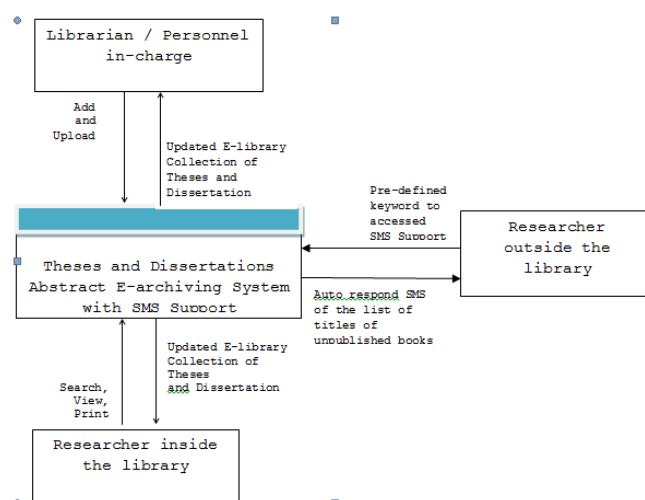 Librarian / Personnel
in-charge
Add
and
Upload
Updated E-library
Collection of
Theses and
Dissertation
Pre-defined
keyword to
accessed
SMS Support
Researcher
outside the
library
Theses and Dissertations
Abstract E-archiving System
with SMS Support
Auto respond SMS
of the list of
titles of
unpublished books
Updated E-library
Collection of
Theses
and Dissertation
Search,
View,
Print
Researcher inside
the library